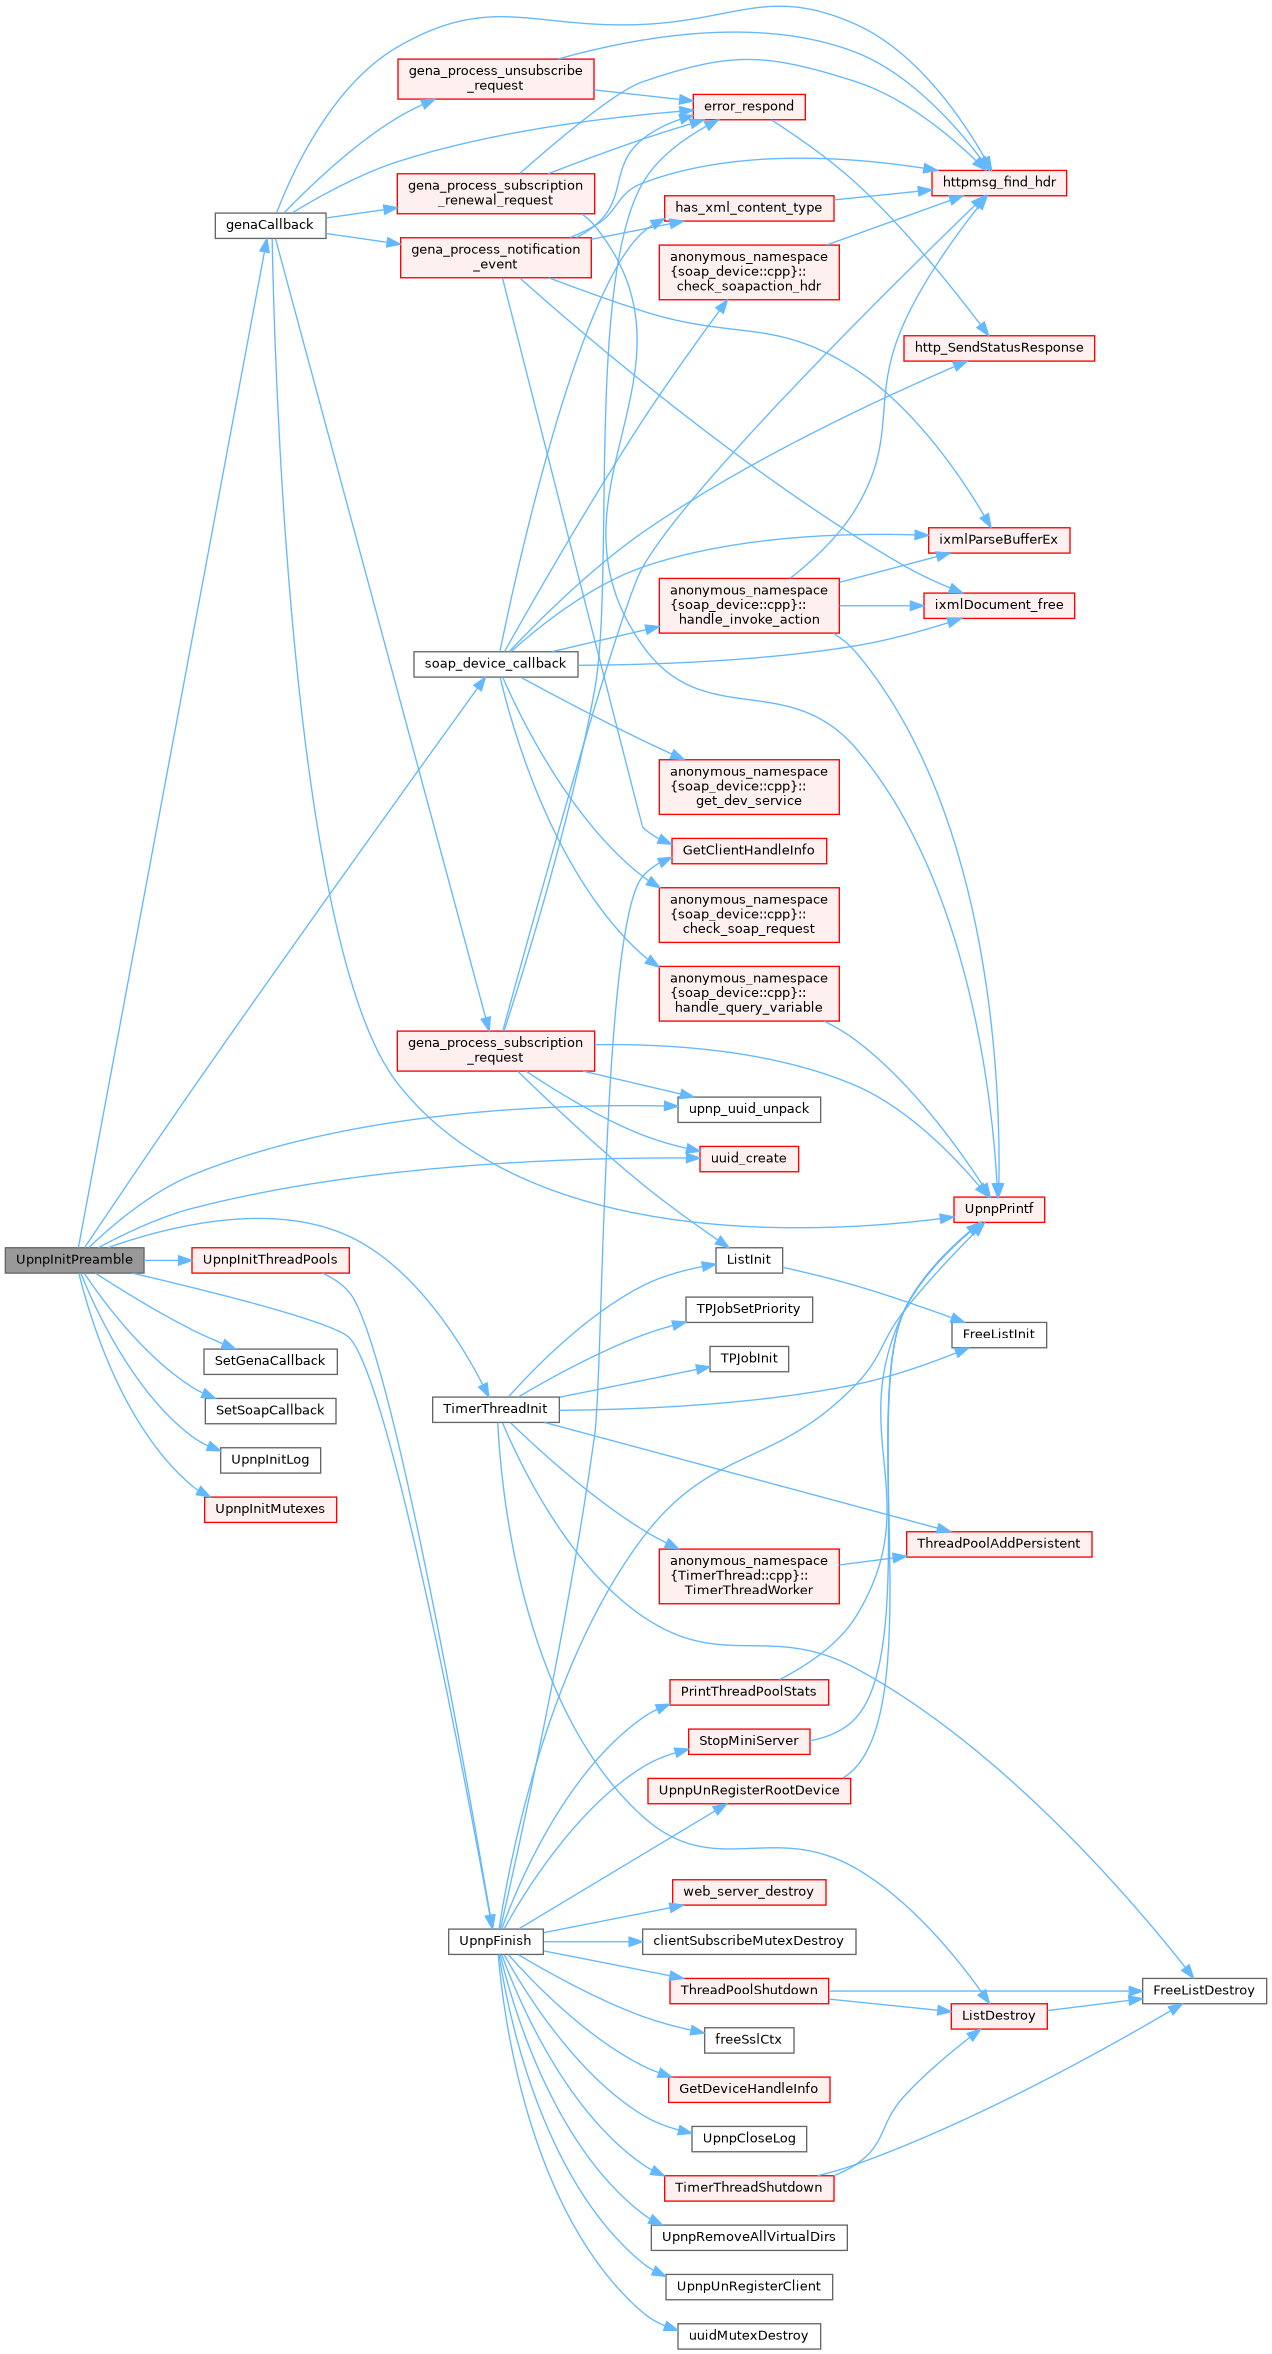 gena_process_unsubscribe
_request
error_respond
httpmsg_find_hdr
gena_process_subscription
_renewal_request
has_xml_content_type
genaCallback
gena_process_notification
_event
anonymous_namespace
{soap_device::cpp}::
check_soapaction_hdr
http_SendStatusResponse
ixmlParseBufferEx
anonymous_namespace
{soap_device::cpp}::
handle_invoke_action
ixmlDocument_free
soap_device_callback
anonymous_namespace
{soap_device::cpp}::
get_dev_service
GetClientHandleInfo
anonymous_namespace
{soap_device::cpp}::
check_soap_request
anonymous_namespace
{soap_device::cpp}::
handle_query_variable
gena_process_subscription
_request
upnp_uuid_unpack
uuid_create
UpnpPrintf
UpnpInitPreamble
UpnpInitThreadPools
ListInit
TPJobSetPriority
FreeListInit
SetGenaCallback
TPJobInit
SetSoapCallback
TimerThreadInit
UpnpInitLog
UpnpInitMutexes
ThreadPoolAddPersistent
anonymous_namespace
{TimerThread::cpp}::
TimerThreadWorker
PrintThreadPoolStats
StopMiniServer
UpnpUnRegisterRootDevice
web_server_destroy
UpnpFinish
clientSubscribeMutexDestroy
ThreadPoolShutdown
FreeListDestroy
ListDestroy
freeSslCtx
GetDeviceHandleInfo
UpnpCloseLog
TimerThreadShutdown
UpnpRemoveAllVirtualDirs
UpnpUnRegisterClient
uuidMutexDestroy